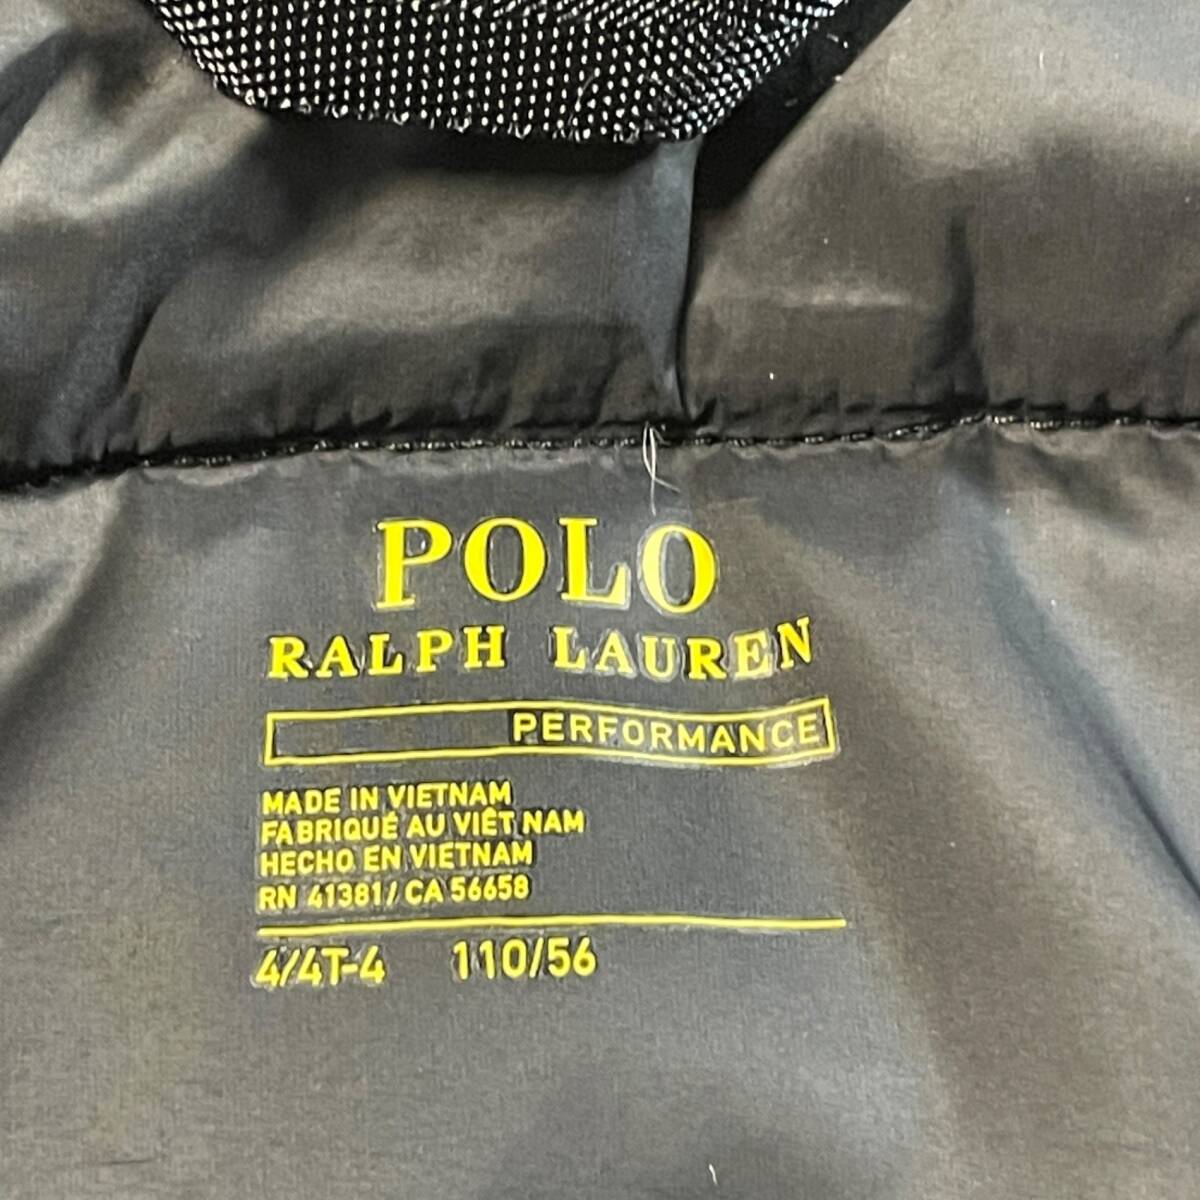 POLO
RALPH LAUREN
PERFORMANCE
MADE IN VIETNAM
FABRIQUÉ AU VIÊT NAM
HECHO EN VIETNAM
RN 41381/ CA 56658
4/4T-4 110/56